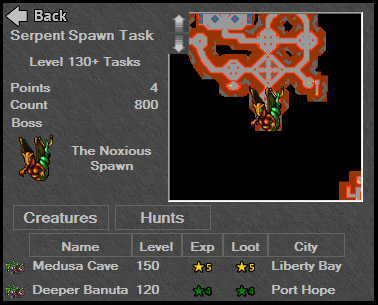 Back
Serpent Spawn Task
Level 130+ Tasks
Points 4
Count 800
Boss
The Noxious
Spawn
Creatures Hunts
Name Level Exp Loot City
Medusa Cave 150 5 5 Liberty Bay
Deeper Banuta 120 4 4 Port Hope